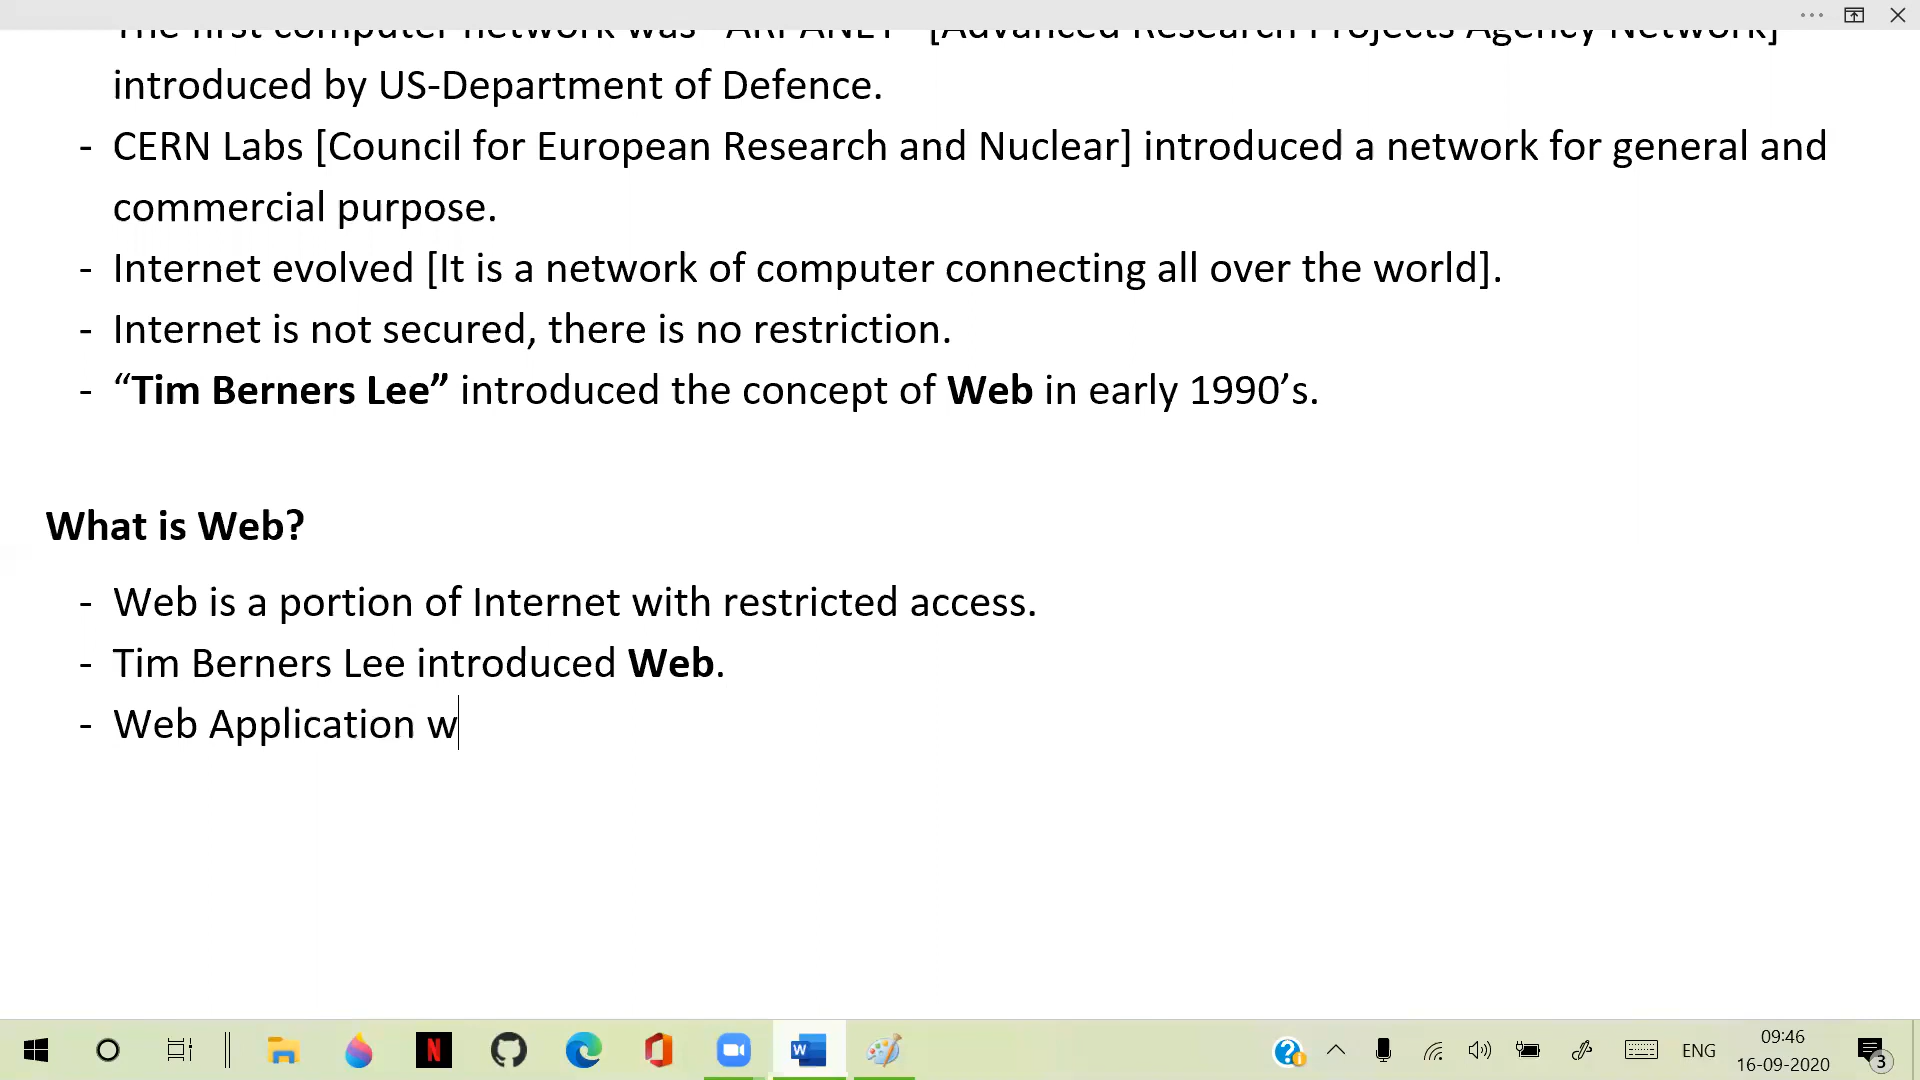 The first computer network was "ARPANET" [Advanced Research Projects Agency Network]
introduced by US-Department of Defence.
- CERN Labs [Council for European Research and Nuclear] introduced a network for general and
commercial purpose.
- Internet evolved [It is a network of computer connecting all over the world].
- Internet is not secured, there is no restriction.
- “Tim Berners Lee” introduced the concept of Web in early 1990’s.
What is Web?
- Web is a portion of Internet with restricted access.
- Tim Berners Lee introduced Web.
- Web Application w
N
W
ENG
09:46
16-09-2020
3